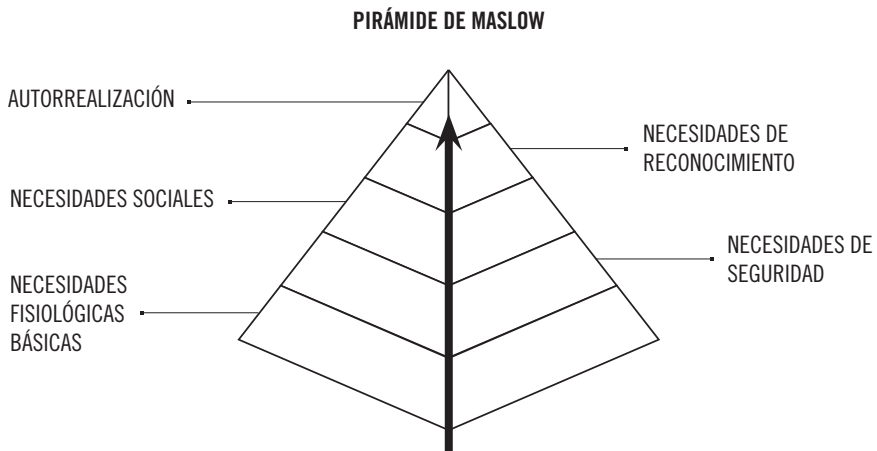 PIRÁMIDE DE MASLOW
AUTORREALIZACIÓN
NECESIDADES DE
RECONOCIMIENTO
NECESIDADES SOCIALES
NECESIDADES DE
SEGURIDAD
NECESIDADES
FISIOLÓGICAS
BÁSICAS